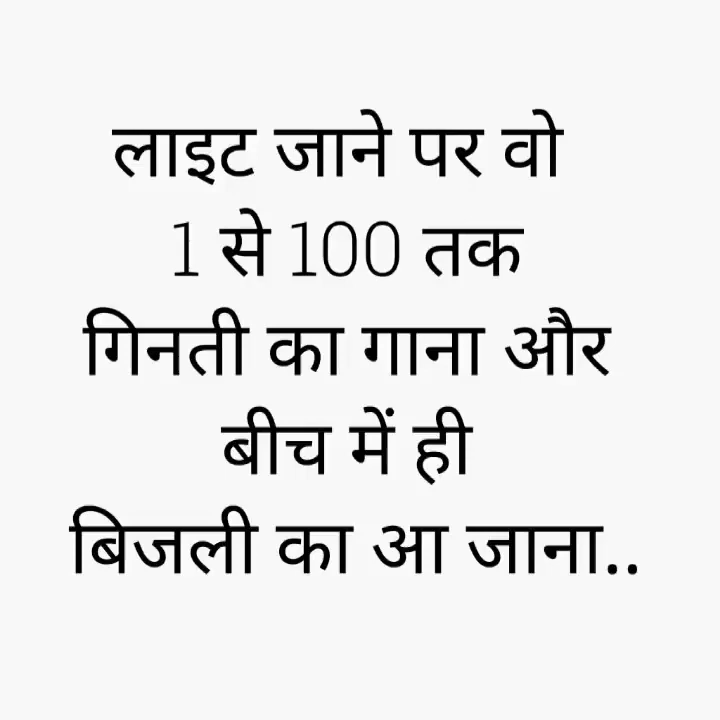 लाइट जाने पर वो
1 से 100 तक
गिनती का गाना और
बीच में ही
बिजली का आ जाना..